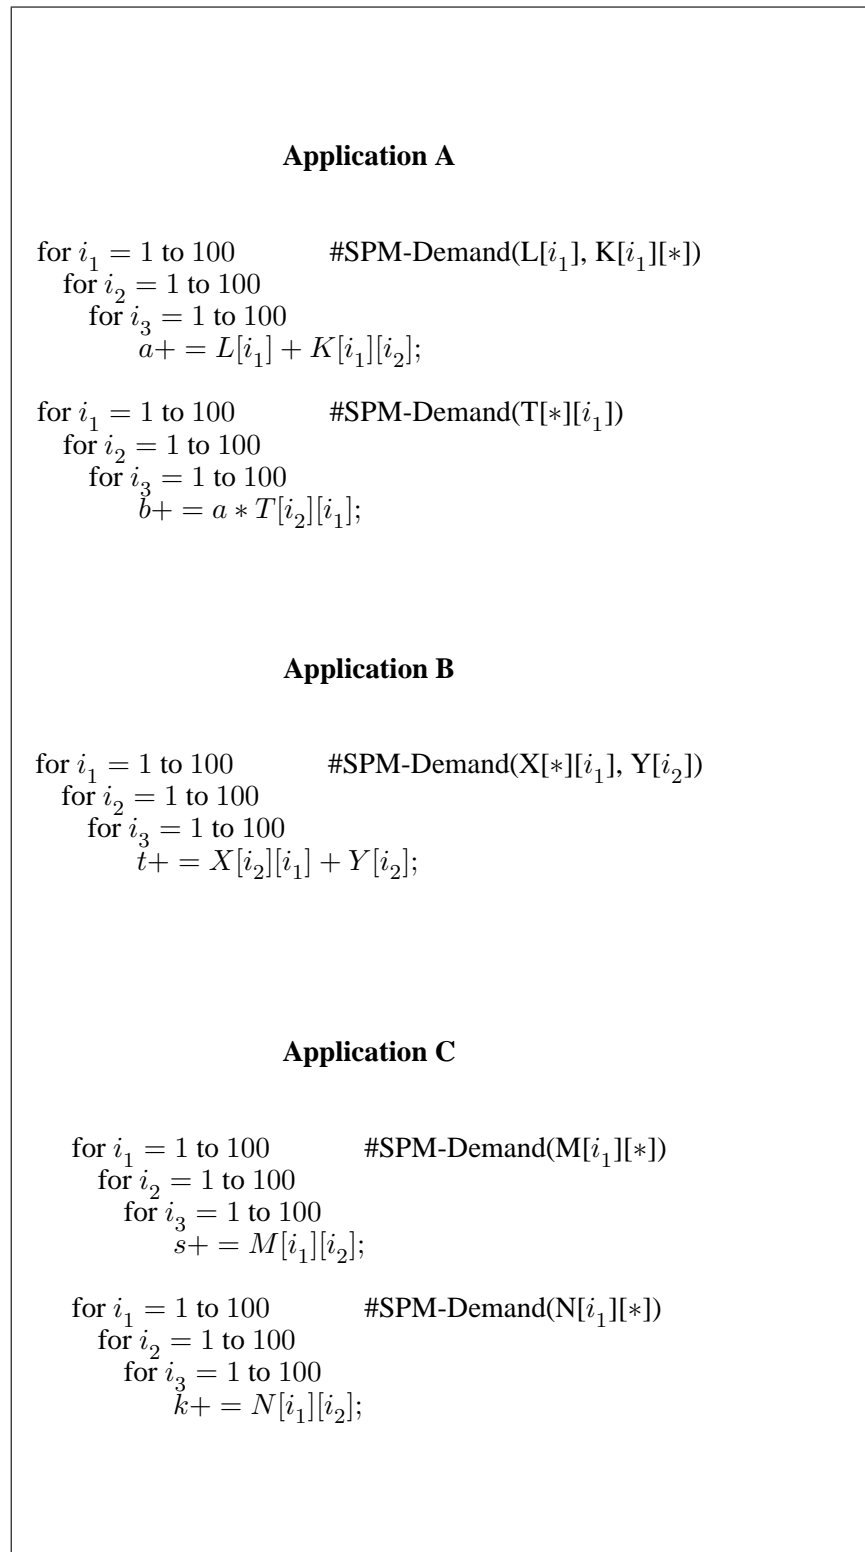 Application A
for i₁ = 1 to 100 #SPM-Demand(L[i₁], K[i₁][∗])
for i₂ = 1 to 100
for i₃ = 1 to 100
a+ = L[i₁] + K[i₁][i₂];
for i₁ = 1 to 100 #SPM-Demand(T[∗][i₁])
for i₂ = 1 to 100
for i₃ = 1 to 100
b+ = a ∗ T[i₂][i₁];
Application B
for i₁ = 1 to 100 #SPM-Demand(X[∗][i₁], Y[i₂])
for i₂ = 1 to 100
for i₃ = 1 to 100
t+ = X[i₂][i₁] + Y[i₂];
Application C
for i₁ = 1 to 100 #SPM-Demand(M[i₁][∗])
for i₂ = 1 to 100
for i₃ = 1 to 100
s+ = M[i₁][i₂];
for i₁ = 1 to 100 #SPM-Demand(N[i₁][∗])
for i₂ = 1 to 100
for i₃ = 1 to 100
k+ = N[i₁][i₂];